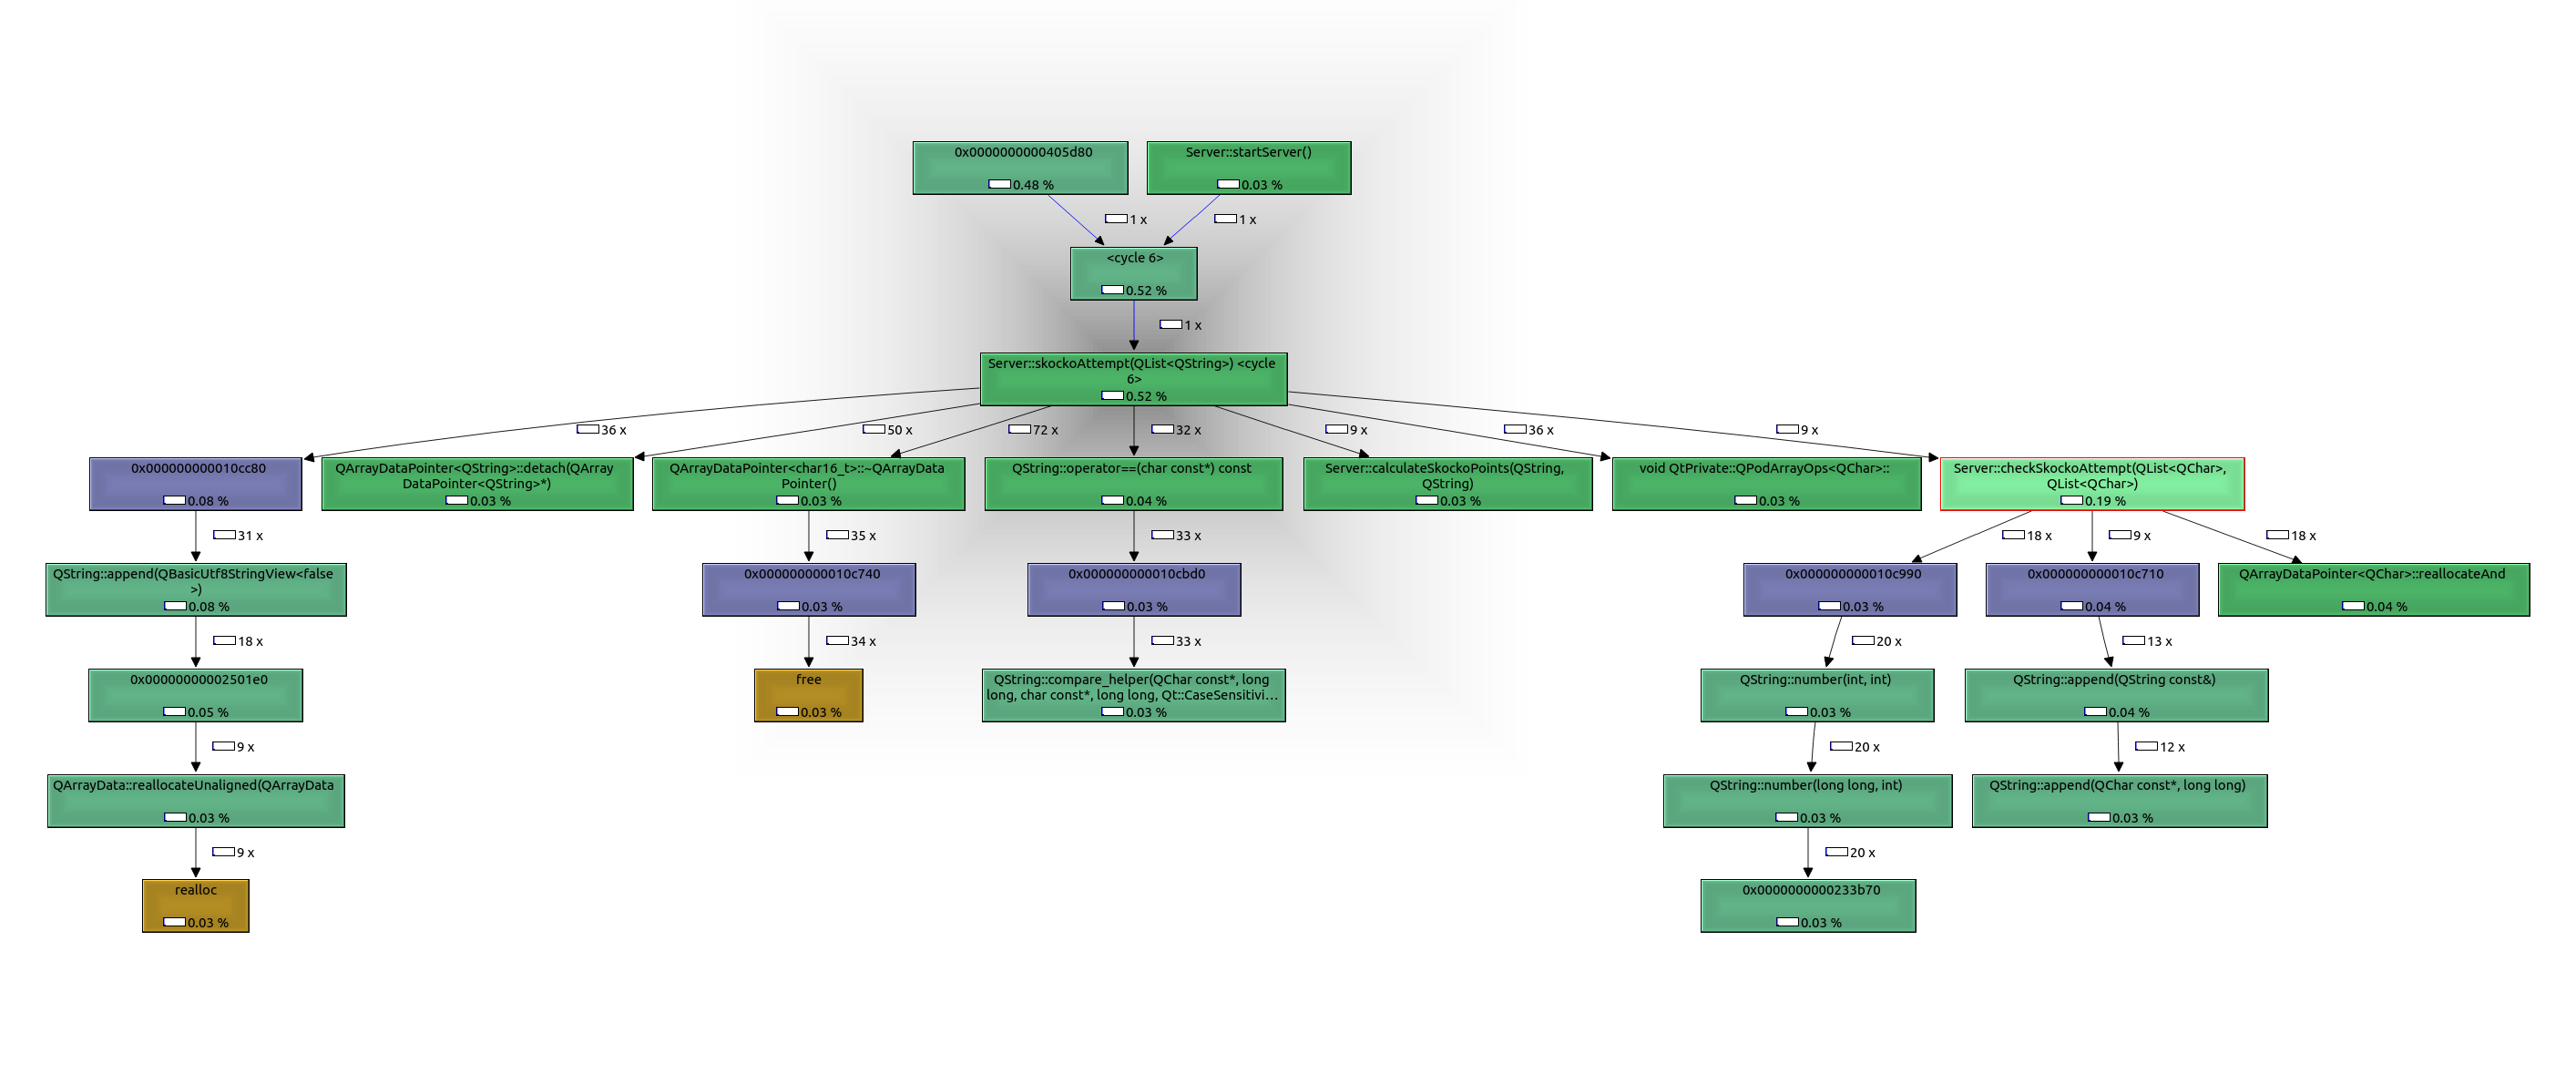 0x0000000000405d80
0.48 %
Server::startServer()
0.03 %
1 x
1 x
<cycle 6>
0.52 %
1 x
Server::skockoAttempt(QList<QString>) <cycle
6>
0.52 %
36 x
50 x
72 x
32 x
9 x
36 x
9 x
0x000000000010cc80
0.08 %
QArrayDataPointer<QString>::detach(QArray
DataPointer<QString>*)
0.03 %
QArrayDataPointer<char16_t>::~QArrayData
Pointer()
0.03 %
QString::operator==(char const*) const
0.04 %
Server::calculateSkockoPoints(QString,
QString)
0.03 %
void QtPrivate::QPodArrayOps<QChar>::
0.03 %
Server::checkSkockoAttempt(QList<QChar>,
QList<QChar>)
0.19 %
31 x
35 x
33 x
18 x
9 x
18 x
QString::append(QBasicUtf8StringView<false
>)
0.08 %
0x000000000010c740
0.03 %
0x000000000010cbd0
0.03 %
0x000000000010c990
0.03 %
0x000000000010c710
0.04 %
QArrayDataPointer<QChar>::reallocateAnd
0.04 %
18 x
34 x
33 x
20 x
13 x
0x00000000002501e0
0.05 %
free
0.03 %
QString::compare_helper(QChar const*, long
long, char const*, long long, Qt::CaseSensitivi…
0.03 %
QString::number(int, int)
0.03 %
QString::append(QString const&)
0.04 %
9 x
20 x
12 x
QArrayData::reallocateUnaligned(QArrayData
0.03 %
QString::number(long long, int)
0.03 %
QString::append(QChar const*, long long)
0.03 %
9 x
20 x
realloc
0.03 %
0x0000000000233b70
0.03 %